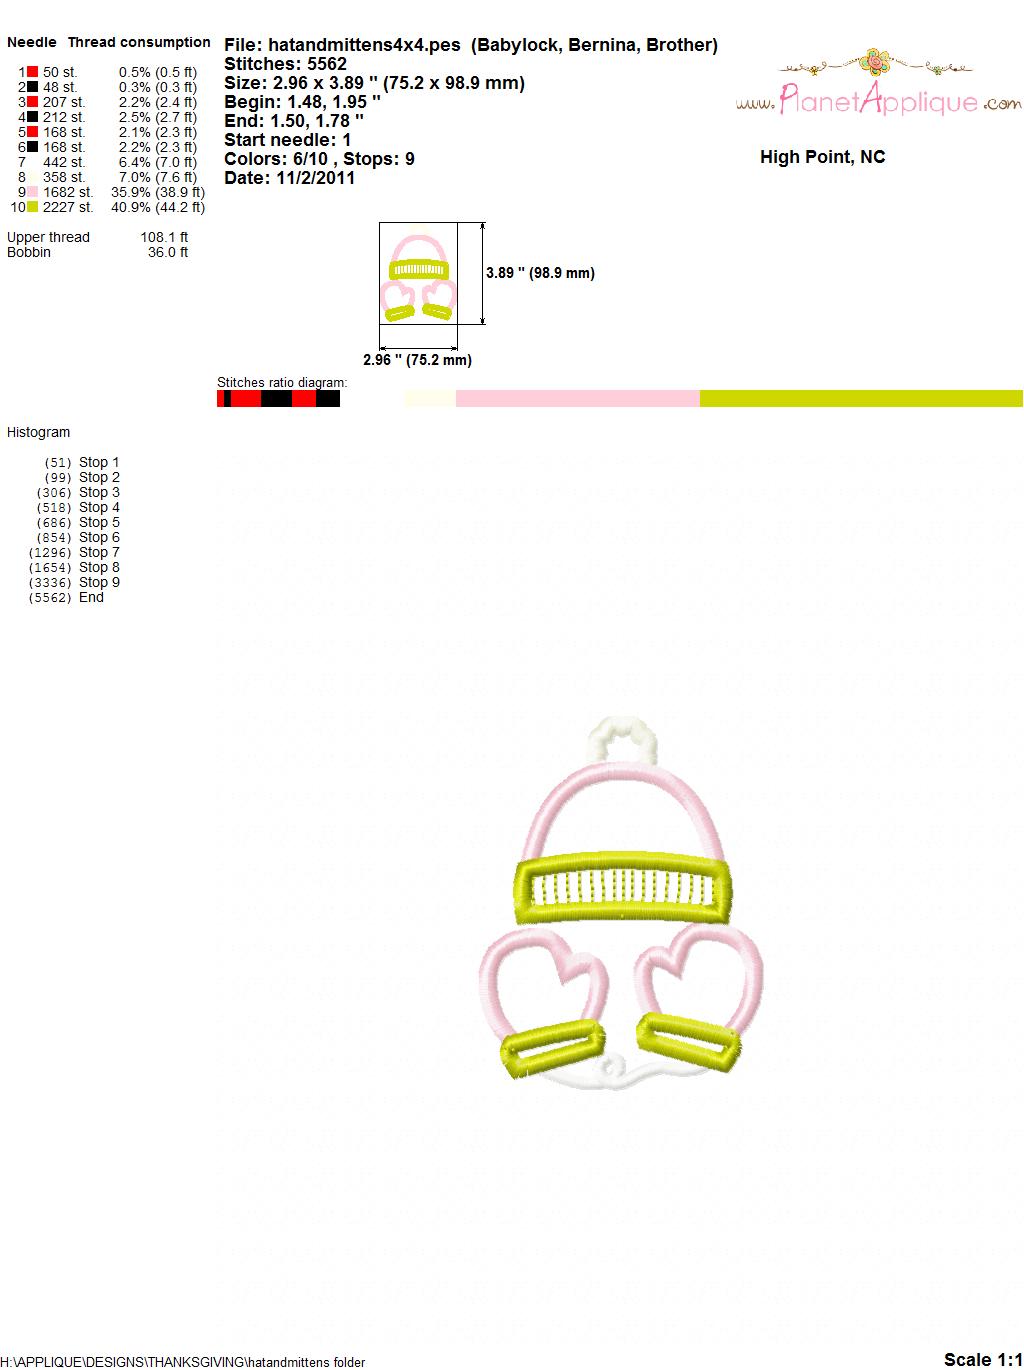 Needle Thread consumption
1 50 st. 0.5% (0.5 ft)
2 48 st. 0.3% (0.3 ft)
3 207 st. 2.2% (2.4 ft)
4 212 st. 2.5% (2.7 ft)
5 168 st. 2.1% (2.3 ft)
6 168 st. 2.2% (2.3 ft)
7 442 st. 6.4% (7.0 ft)
8 358 st. 7.0% (7.6 ft)
9 1682 st. 35.9% (38.9 ft)
10 2227 st. 40.9% (44.2 ft)
Upper thread 108.1 ft
Bobbin 36.0 ft
File: hatandmittens4x4.pes (Babylock, Bernina, Brother)
Stitches: 5562
Size: 2.96 x 3.89 " (75.2 x 98.9 mm)
Begin: 1.48, 1.95 "
End: 1.50, 1.78 "
Start needle: 1
Colors: 6/10 , Stops: 9
Date: 11/2/2011
www.PlanetApplique.com
High Point, NC
3.89 " (98.9 mm)
2.96 " (75.2 mm)
Stitches ratio diagram:
Histogram
(51) Stop 1
(99) Stop 2
(306) Stop 3
(518) Stop 4
(686) Stop 5
(854) Stop 6
(1296) Stop 7
(1654) Stop 8
(3336) Stop 9
(5562) End
H:\APPLIQUE\DESIGNS\THANKSGIVING\hatandmittens folder
Scale 1:1